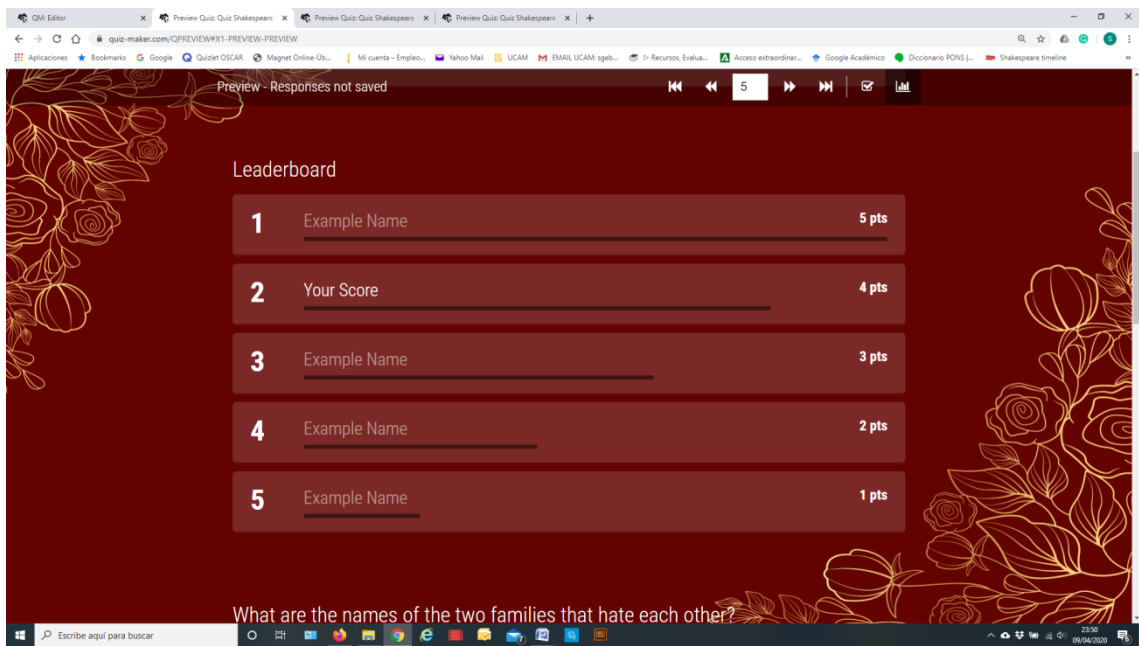 QM: Editor
Preview Quiz: Quiz Shakespeare
Preview Quiz: Quiz Shakespeare
Preview Quiz: Quiz Shakespeare
quiz-maker.com/QPREVIEW#X1-PREVIEW-PREVIEW
S
Aplicaciones Bookmarks Google Quizlet OSCAR Magnet Online-Üb... Mi cuenta – Empleo... Yahoo Mail UCAM EMAIL UCAM: sgeb... ▷ Recursos, Evalua... Acceso extraordinar... Google Académico Diccionario PONS |... Shakespeare timeline »
Preview - Responses not saved
5
Leaderboard
1 Example Name 5 pts
2 Your Score 4 pts
3 Example Name 3 pts
4 Example Name 2 pts
5 Example Name 1 pts
What are the names of the two families that hate each other?
Escribe aquí para buscar
23:50
09/04/2020